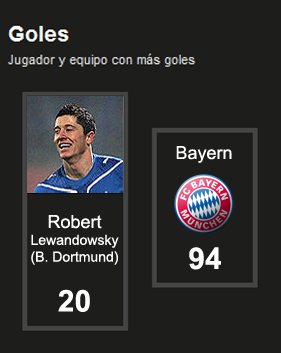 Goles
Jugador y equipo con más goles
Robert
Lewandowsky
(B. Dortmund)
20
Bayern
FC BAYERN
MÜNCHEN
94